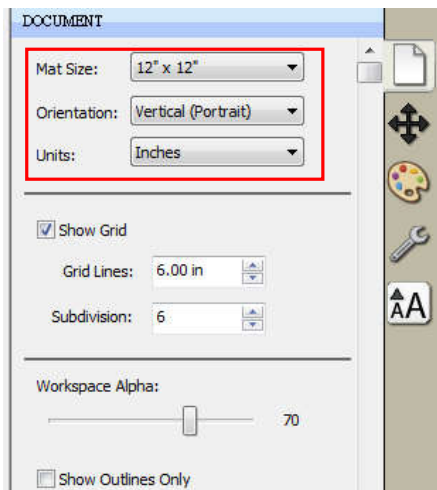 DOCUMENT
Mat Size: 12" x 12"
Orientation: Vertical (Portrait)
Units: Inches
Show Grid
Grid Lines: 6.00 in
Subdivision: 6
Workspace Alpha:
70
Show Outlines Only
AA